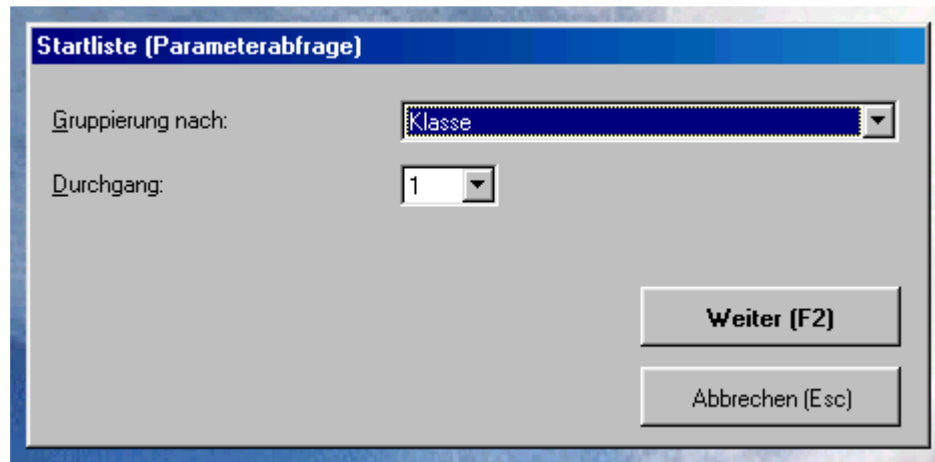 Startliste (Parameterabfrage)
Gruppierung nach: Klasse
Durchgang: 1
Weiter (F2)
Abbrechen (Esc)